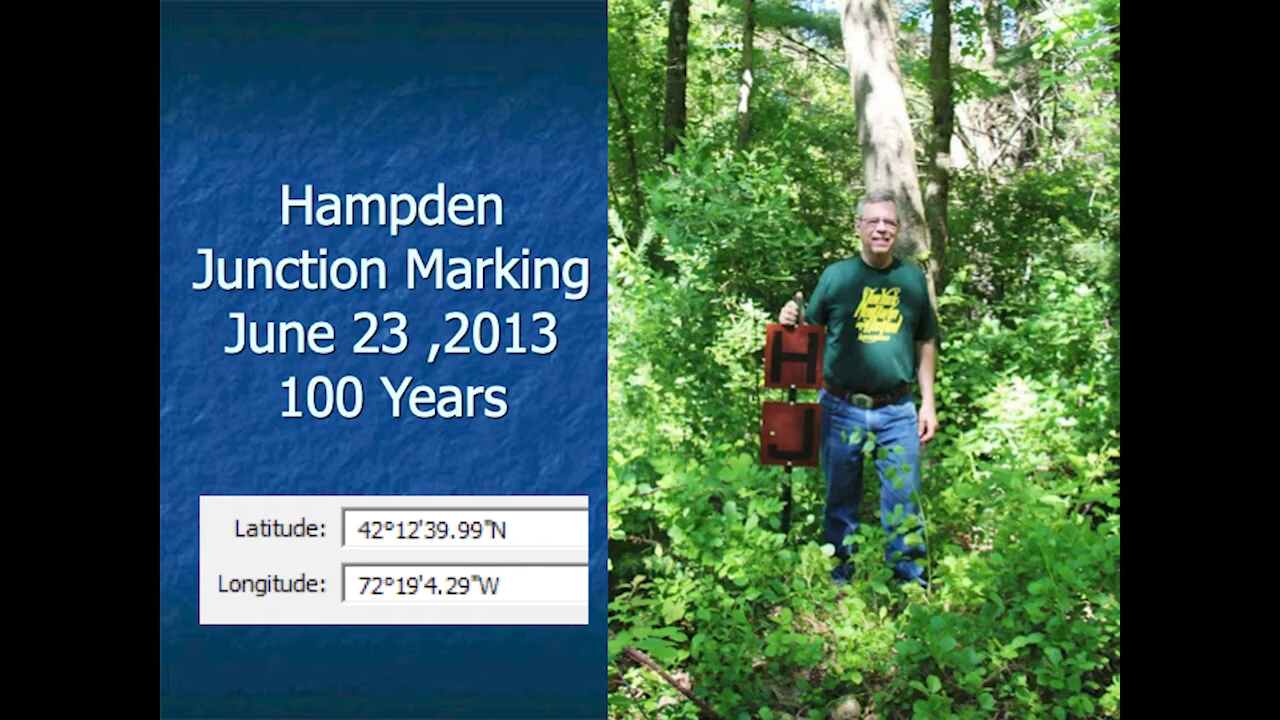 Hampden
Junction Marking
June 23 ,2013
100 Years
Latitude: 42°12'39.99"N
Longitude: 72°19'4.29"W
H
J